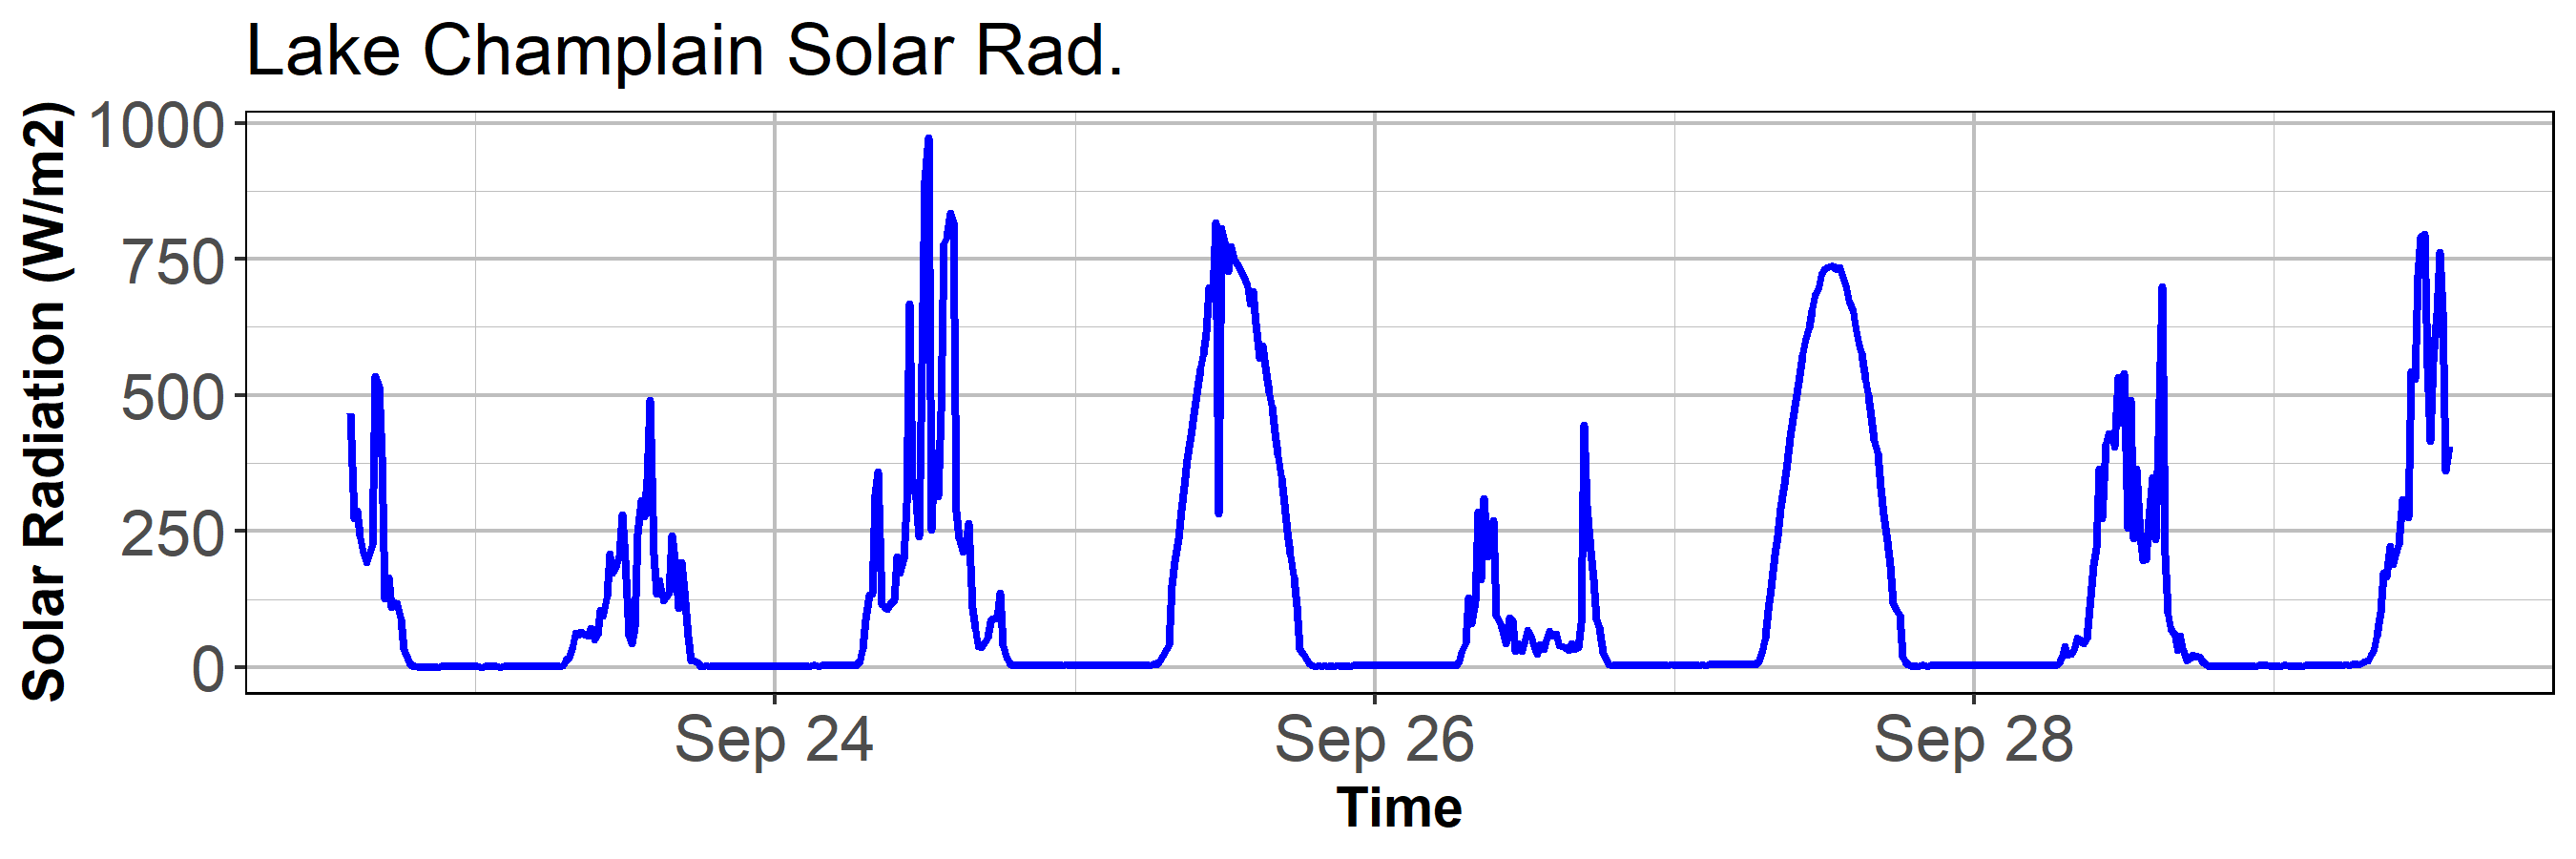 Lake Champlain Solar Rad.
Solar Radiation (W/m2)
1000
750
500
250
0
Sep 24
Sep 26
Sep 28
Time